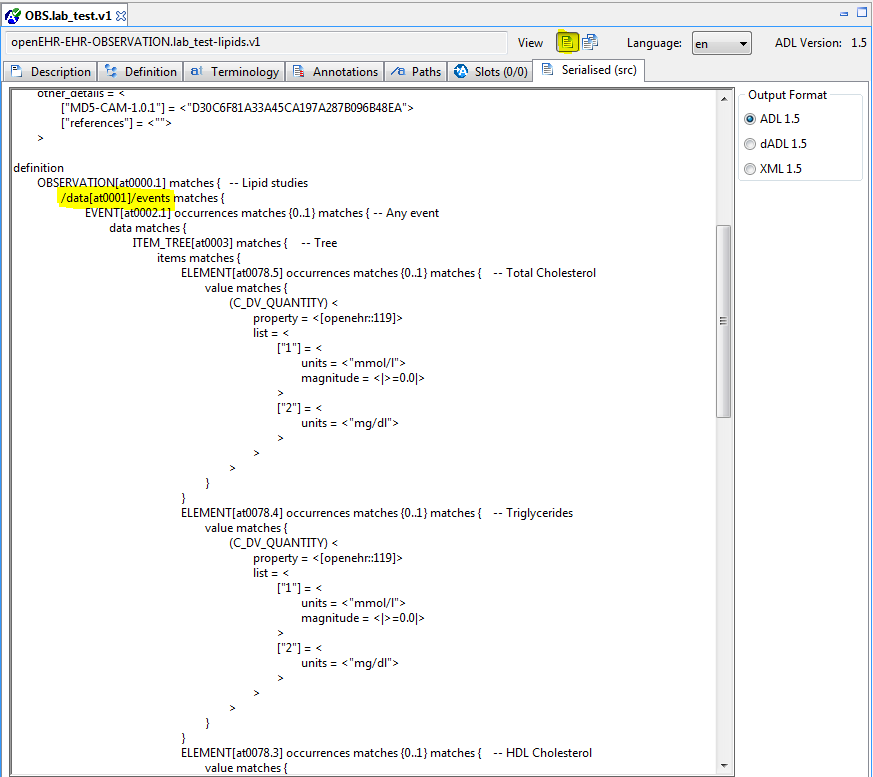 OBS.lab_test.v1
openEHR-EHR-OBSERVATION.lab_test-lipids.v1 View Language: en ADL Version: 1.5
Description Definition Terminology Annotations Paths Slots (0/0) Serialised (src)
Output Format
ADL 1.5
dADL 1.5
XML 1.5
other_details = <
["MD5-CAM-1.0.1"] = <"D30C6F81A33A45CA197A287B096B48EA">
["references"] = <"">
>
definition
OBSERVATION[at0000.1] matches { -- Lipid studies
/data[at0001]/events matches {
EVENT[at0002.1] occurrences matches {0..1} matches { -- Any event
data matches {
ITEM_TREE[at0003] matches { -- Tree
items matches {
ELEMENT[at0078.5] occurrences matches {0..1} matches { -- Total Cholesterol
value matches {
(C_DV_QUANTITY) <
property = <[openehr::119]>
list = <
["1"] = <
units = <"mmol/l">
magnitude = <|>=0.0|>
>
["2"] = <
units = <"mg/dl">
>
>
>
}
}
ELEMENT[at0078.4] occurrences matches {0..1} matches { -- Triglycerides
value matches {
(C_DV_QUANTITY) <
property = <[openehr::119]>
list = <
["1"] = <
units = <"mmol/l">
magnitude = <|>=0.0|>
>
["2"] = <
units = <"mg/dl">
>
>
>
}
}
ELEMENT[at0078.3] occurrences matches {0..1} matches { -- HDL Cholesterol
value matches {